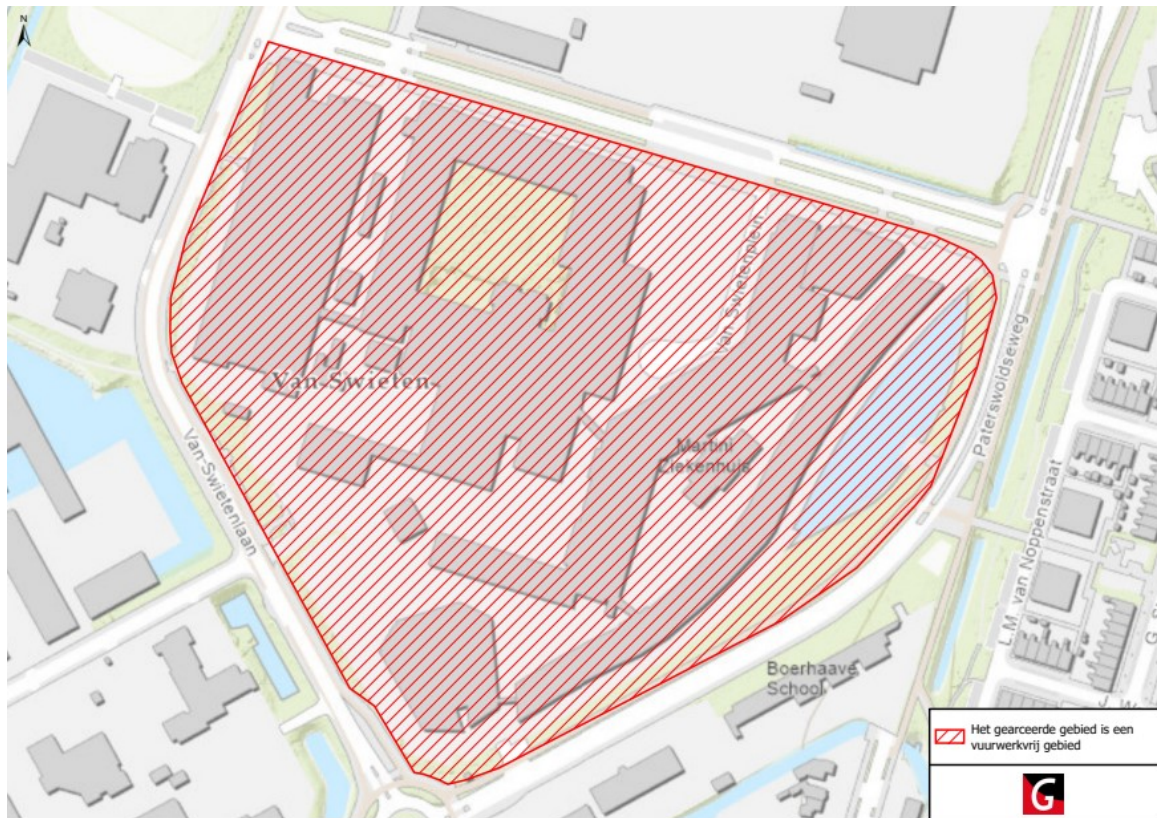 N
Van Swietenplein
Paterswoldseweg
Van-Swieten-
Martini
Ziekenhuis
Van-Swietenlaan
L.M van Noppenstraat
G
Boerhaave
School
J W
Het gearceerde gebied is een
vuurwerkvrij gebied
G